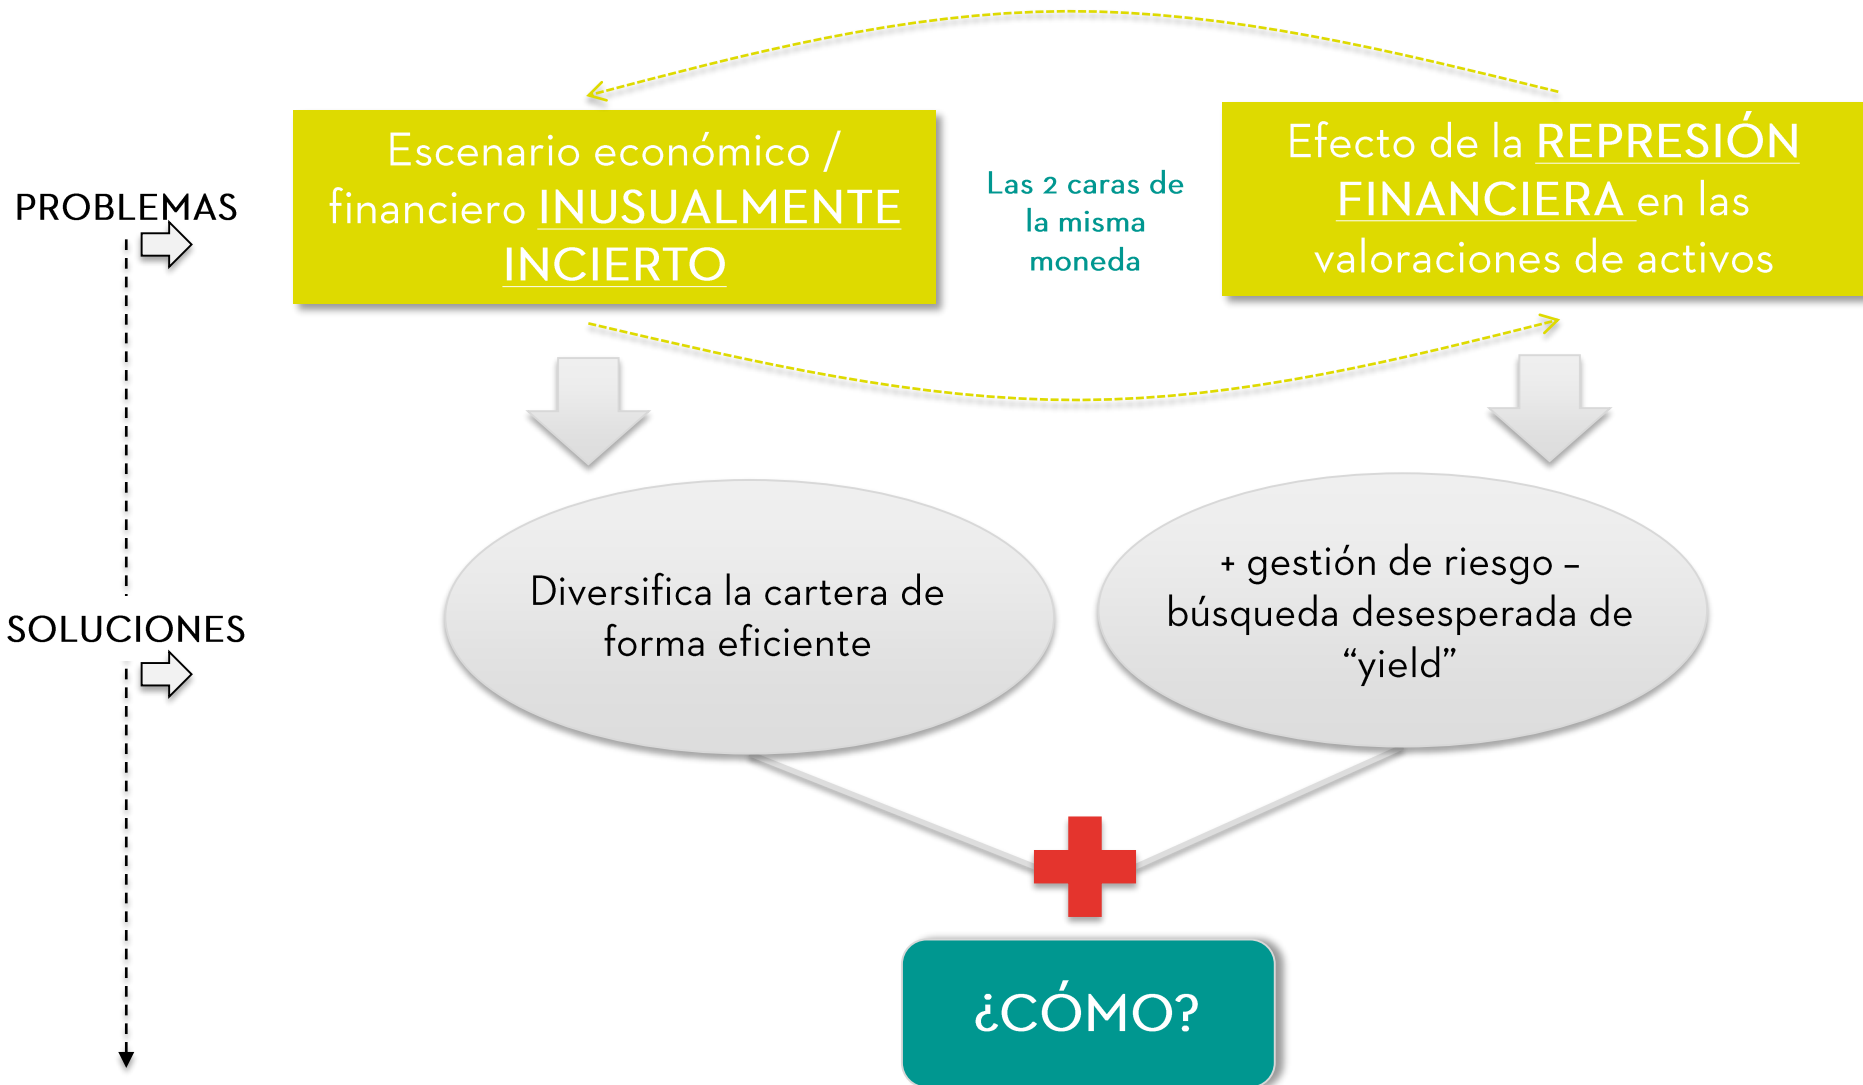 PROBLEMAS
Escenario económico /
financiero INUSUALMENTE
INCIERTO
Las 2 caras de
la misma
moneda
Efecto de la REPRESIÓN
FINANCIERA en las
valoraciones de activos
SOLUCIONES
Diversifica la cartera de
forma eficiente
+ gestión de riesgo –
búsqueda desesperada de
“yield”
¿CÓMO?